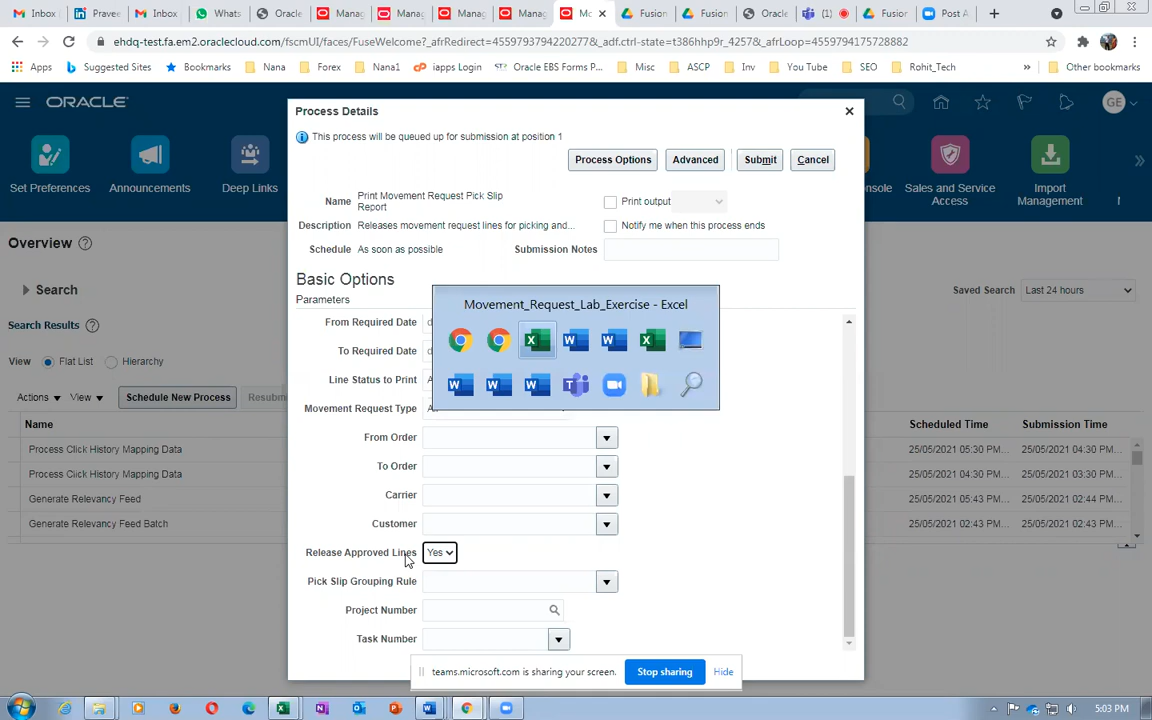 Inbox (
Pravee
Inbox
Whats
Oracle
Manag
Manag
Manag
Manag
Mc
Fusion
Fusion
Oracle
(1)
Fusion
Post A
ehdq-test.fa.em2.oraclecloud.com/fscmUI/faces/FuseWelcome?_afrRedirect=4559793794220277&_adf.ctrl-state=t386hhp9r_4257&_afrLoop=4559794175728882
Apps
Suggested Sites
Bookmarks
Nana
Forex
Nana1
iapps Login
Oracle EBS Forms P...
Misc
ASCP
Inv
You Tube
SEO
Rohit_Tech
»
Other bookmarks
ORACLE
GE
Set Preferences
Announcements
Deep Links
onsole
Sales and Service Access
Import Management
Overview
Search
Saved Search
Last 24 hours
Search Results
View
Flat List
Hierarchy
Actions
View
Schedule New Process
Resubm
Name
Scheduled Time
Submission Time
Process Click History Mapping Data
25/05/2021 05:30 PM...
25/05/2021 04:30 PM...
Process Click History Mapping Data
25/05/2021 04:30 PM...
25/05/2021 03:30 PM...
Generate Relevancy Feed
25/05/2021 05:43 PM...
25/05/2021 02:44 PM...
Generate Relevancy Feed Batch
25/05/2021 02:43 PM...
25/05/2021 02:43 PM...
Process Details
This process will be queued up for submission at position 1
Process Options
Advanced
Submit
Cancel
Name
Print Movement Request Pick Slip
Report
Print output
Description
Releases movement request lines for picking and...
Notify me when this process ends
Schedule
As soon as possible
Submission Notes
Basic Options
Parameters
From Required Date
To Required Date
Line Status to Print
Movement Request Type
From Order
To Order
Carrier
Customer
Release Approved Lines
Yes
Pick Slip Grouping Rule
Project Number
Task Number
Movement_Request_Lab_Exercise - Excel
teams.microsoft.com is sharing your screen.
Stop sharing
Hide
5:03 PM